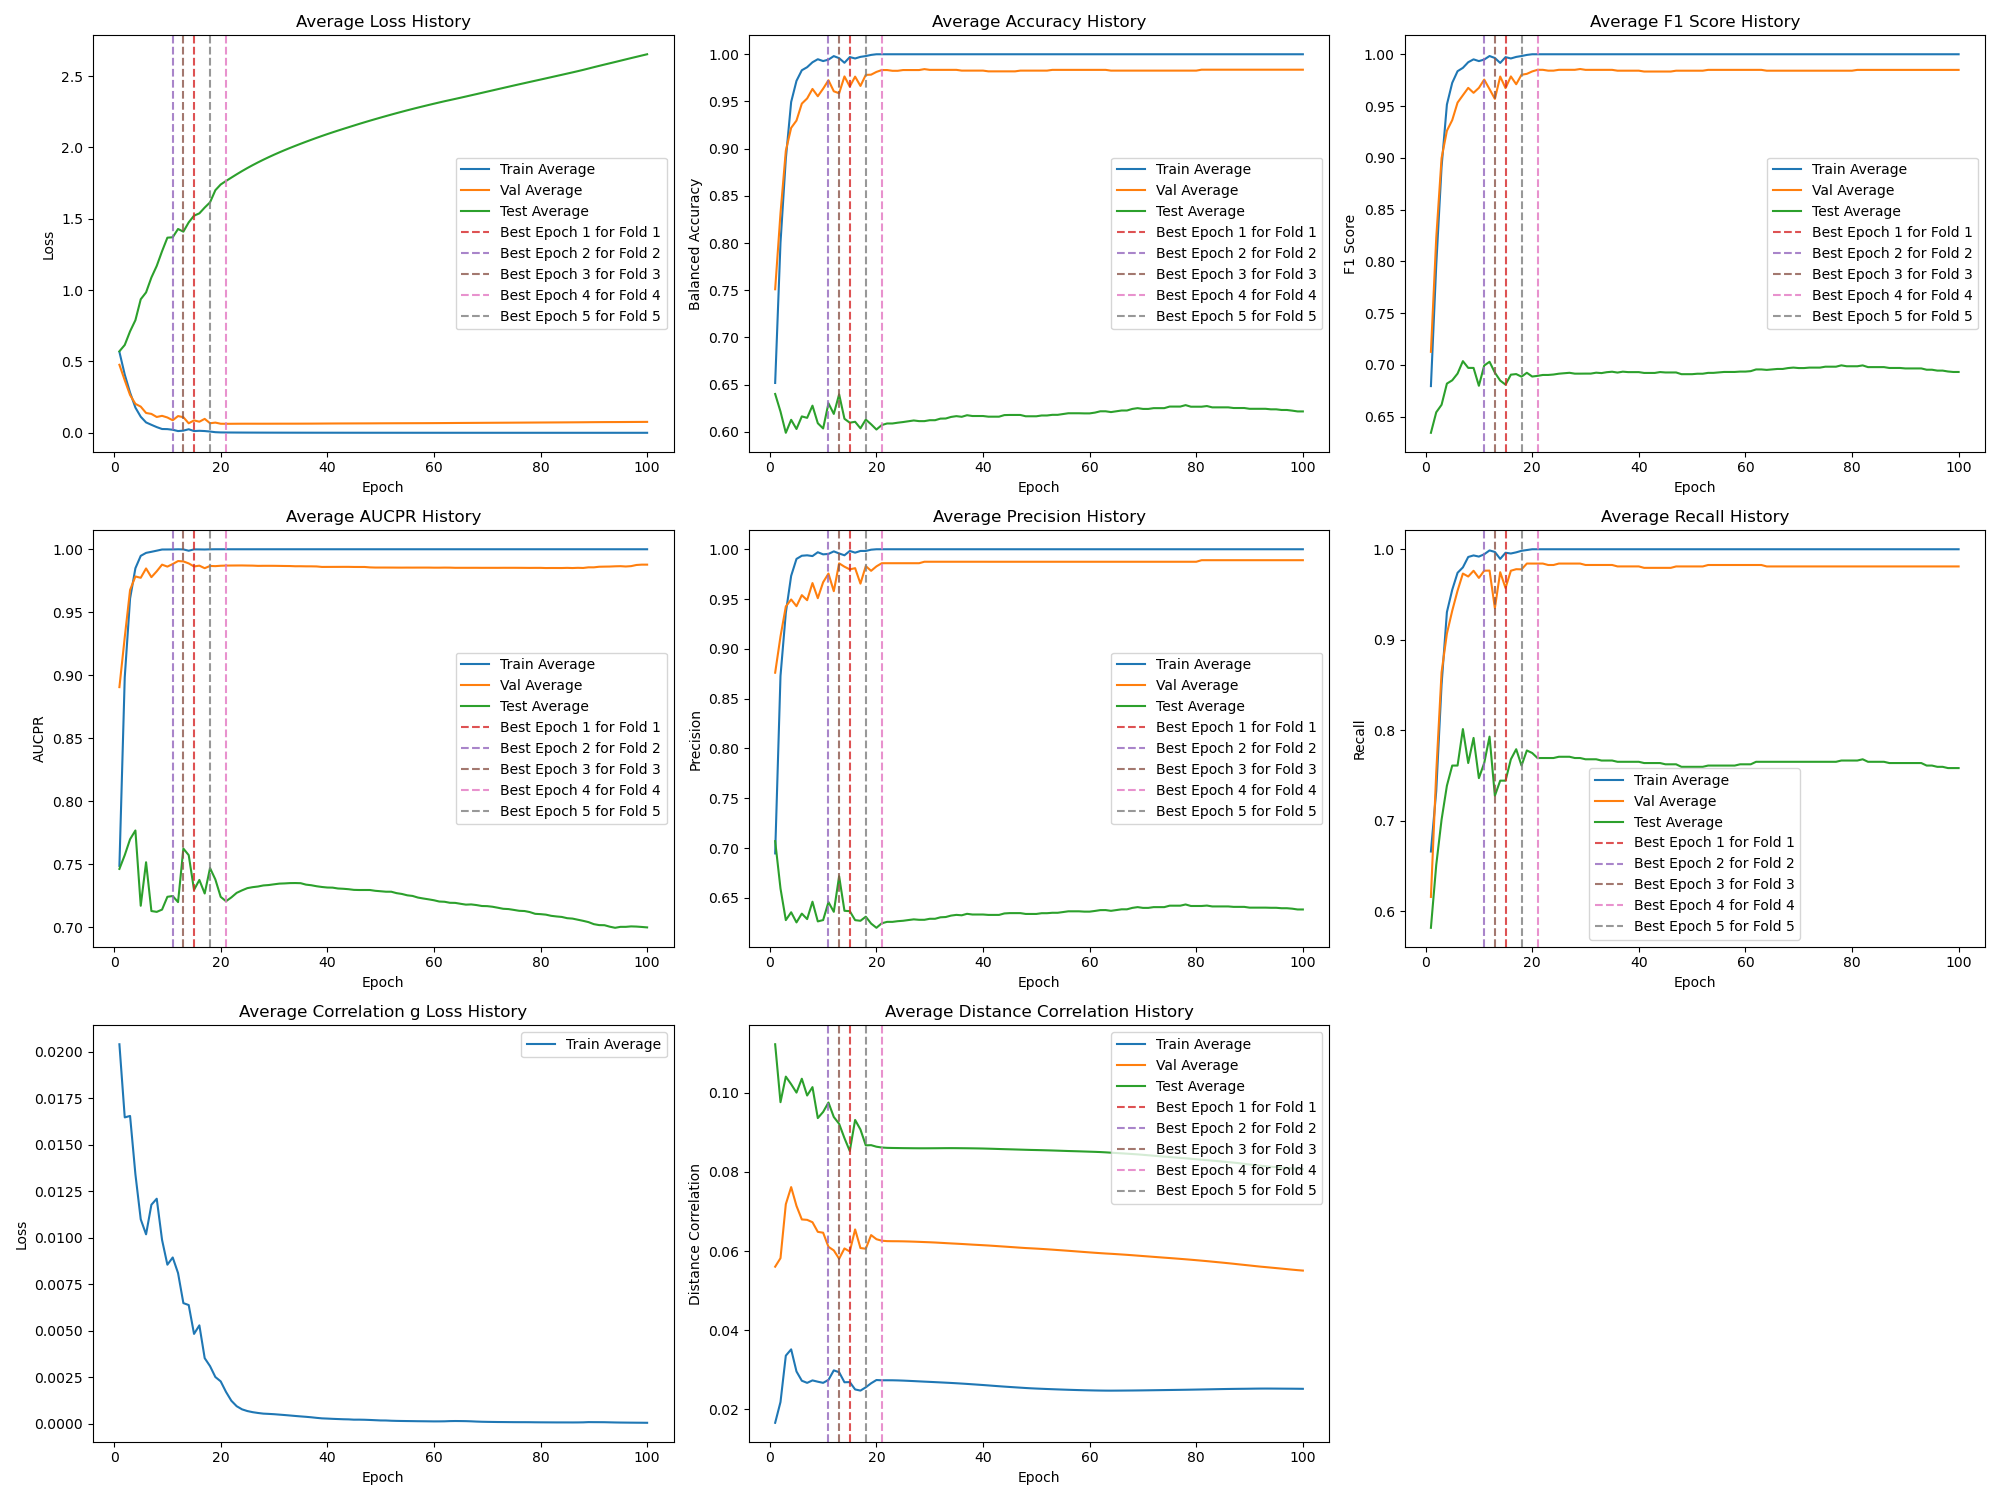 Average Loss History
Loss
2.5
2.0
1.5
1.0
0.5
0.0
0 20 40 60 80 100
Epoch
Train Average
Val Average
Test Average
Best Epoch 1 for Fold 1
Best Epoch 2 for Fold 2
Best Epoch 3 for Fold 3
Best Epoch 4 for Fold 4
Best Epoch 5 for Fold 5
Average Accuracy History
Balanced Accuracy
1.00
0.95
0.90
0.85
0.80
0.75
0.70
0.65
0.60
0 20 40 60 80 100
Epoch
Train Average
Val Average
Test Average
Best Epoch 1 for Fold 1
Best Epoch 2 for Fold 2
Best Epoch 3 for Fold 3
Best Epoch 4 for Fold 4
Best Epoch 5 for Fold 5
Average F1 Score History
F1 Score
1.00
0.95
0.90
0.85
0.80
0.75
0.70
0.65
0 20 40 60 80 100
Epoch
Train Average
Val Average
Test Average
Best Epoch 1 for Fold 1
Best Epoch 2 for Fold 2
Best Epoch 3 for Fold 3
Best Epoch 4 for Fold 4
Best Epoch 5 for Fold 5
Average AUCPR History
AUCPR
1.00
0.95
0.90
0.85
0.80
0.75
0.70
0 20 40 60 80 100
Epoch
Train Average
Val Average
Test Average
Best Epoch 1 for Fold 1
Best Epoch 2 for Fold 2
Best Epoch 3 for Fold 3
Best Epoch 4 for Fold 4
Best Epoch 5 for Fold 5
Average Precision History
Precision
1.00
0.95
0.90
0.85
0.80
0.75
0.70
0.65
0 20 40 60 80 100
Epoch
Train Average
Val Average
Test Average
Best Epoch 1 for Fold 1
Best Epoch 2 for Fold 2
Best Epoch 3 for Fold 3
Best Epoch 4 for Fold 4
Best Epoch 5 for Fold 5
Average Recall History
Recall
1.0
0.9
0.8
0.7
0.6
0 20 40 60 80 100
Epoch
Train Average
Val Average
Test Average
Best Epoch 1 for Fold 1
Best Epoch 2 for Fold 2
Best Epoch 3 for Fold 3
Best Epoch 4 for Fold 4
Best Epoch 5 for Fold 5
Average Correlation g Loss History
Loss
0.0200
0.0175
0.0150
0.0125
0.0100
0.0075
0.0050
0.0025
0.0000
0 20 40 60 80 100
Epoch
Train Average
Average Distance Correlation History
Distance Correlation
0.10
0.08
0.06
0.04
0.02
0 20 40 60 80 100
Epoch
Train Average
Val Average
Test Average
Best Epoch 1 for Fold 1
Best Epoch 2 for Fold 2
Best Epoch 3 for Fold 3
Best Epoch 4 for Fold 4
Best Epoch 5 for Fold 5